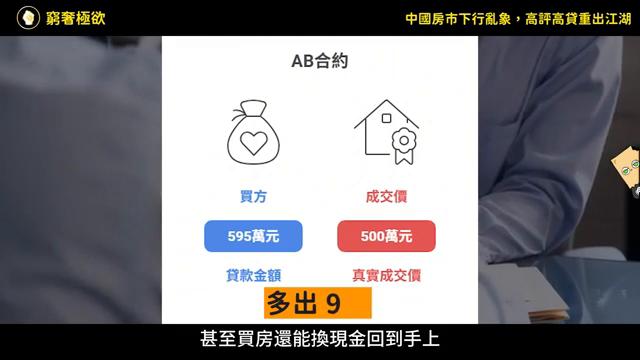 窮奢極欲
中國房市下行亂象，高評高貸重出江湖
AB合約
買方
成交價
595萬元
500萬元
貸款金額
真實成交價
多出 9
甚至買房還能換現金回到手上